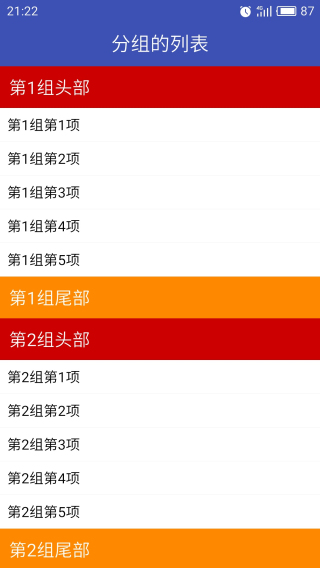 21:22 4G 87
分组的列表
第1组头部
第1组第1项
第1组第2项
第1组第3项
第1组第4项
第1组第5项
第1组尾部
第2组头部
第2组第1项
第2组第2项
第2组第3项
第2组第4项
第2组第5项
第2组尾部